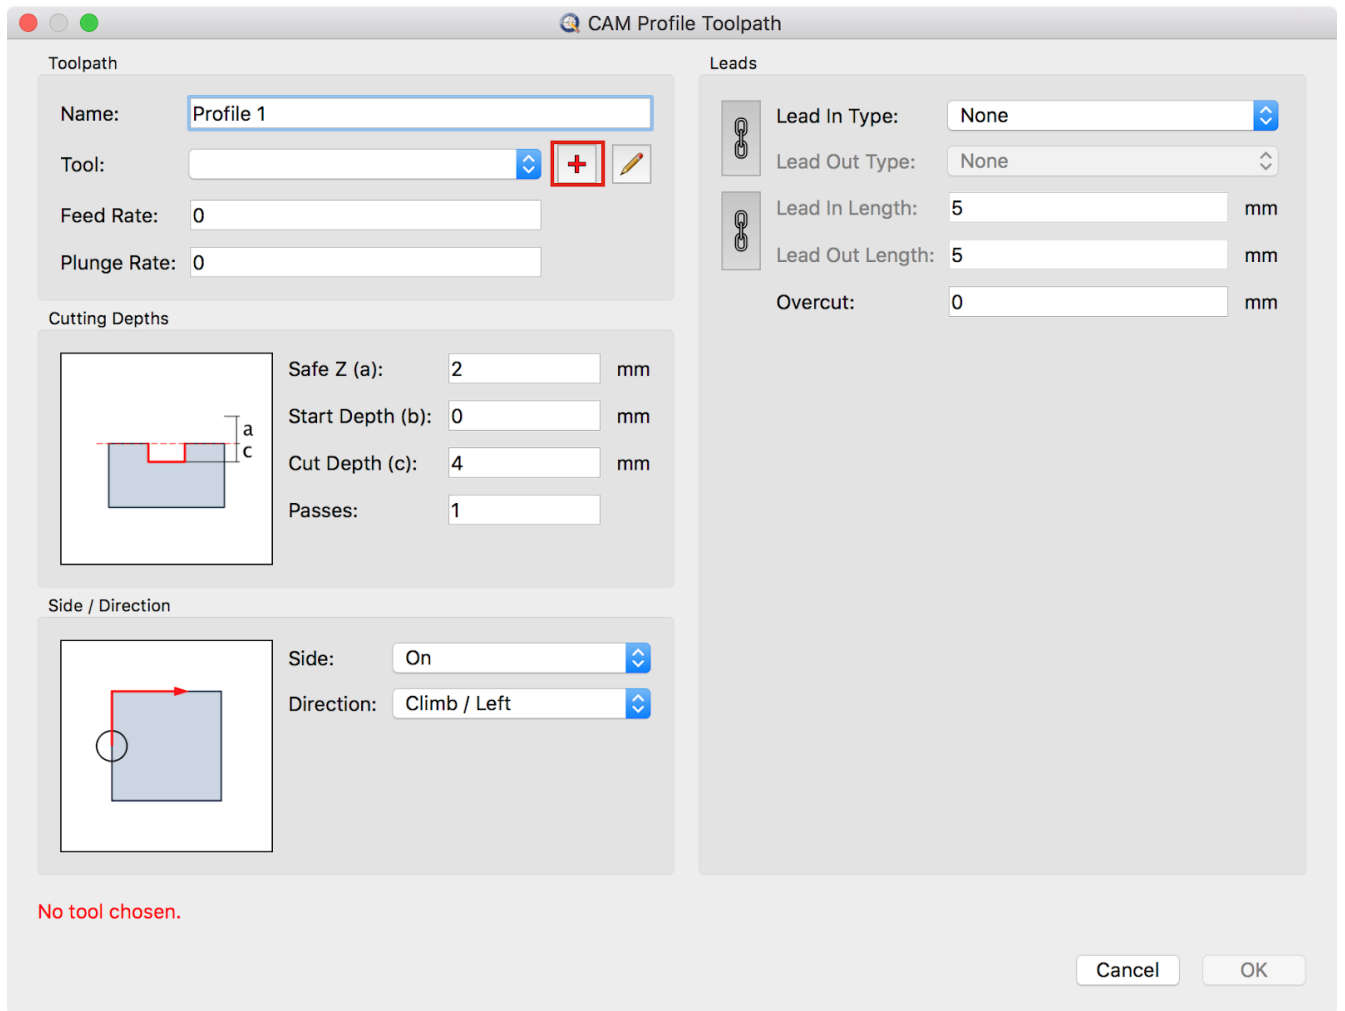 CAM Profile Toolpath
Toolpath
Name: Profile 1
Tool:
Feed Rate: 0
Plunge Rate: 0
Cutting Depths
a
c
Safe Z (a): 2 mm
Start Depth (b): 0 mm
Cut Depth (c): 4 mm
Passes: 1
Side / Direction
Side: On
Direction: Climb / Left
Leads
Lead In Type: None
Lead Out Type: None
Lead In Length: 5 mm
Lead Out Length: 5 mm
Overcut: 0 mm
No tool chosen.
Cancel OK